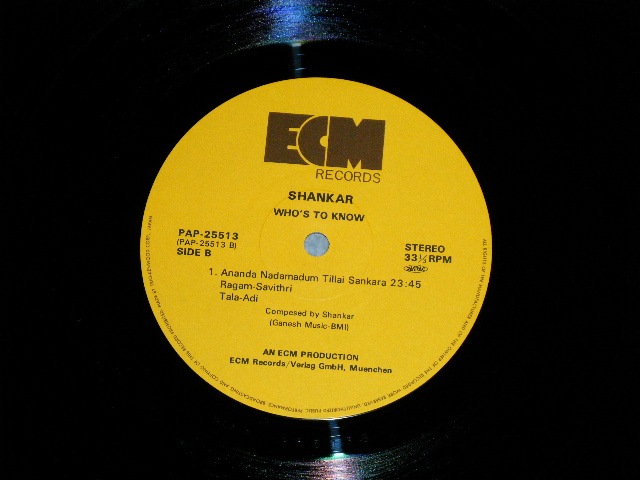 ECM
RECORDS
SHANKAR
WHO'S TO KNOW
PAP-25513
(PAP-25513 B)
SIDE B
STEREO
33⅓ RPM
1. Ananda Nadamadum Tillai Sankara 23:45
Ragam-Savithri
Tala-Adi
Composed by Shankar
(Ganesh Music-BMI)
AN ECM PRODUCTION
ECM Records/Verlag GmbH, Muenchen